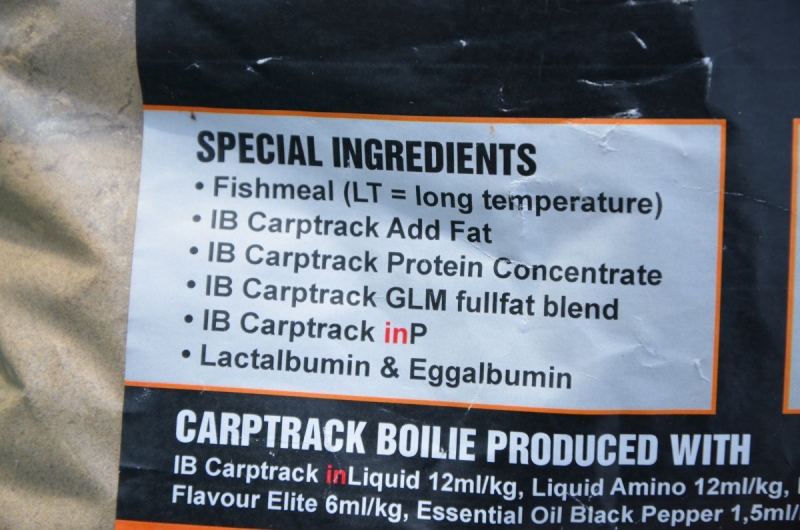 SPECIAL INGREDIENTS
• Fishmeal (LT = long temperature)
• IB Carptrack Add Fat
• IB Carptrack Protein Concentrate
• IB Carptrack GLM fullfat blend
• IB Carptrack inP
• Lactalbumin & Eggalbumin
CARPTRACK BOILIE PRODUCED WITH
IB Carptrack inLiquid 12ml/kg, Liquid Amino 12ml/kg,
Flavour Elite 6ml/kg, Essential Oil Black Pepper 1,5ml/